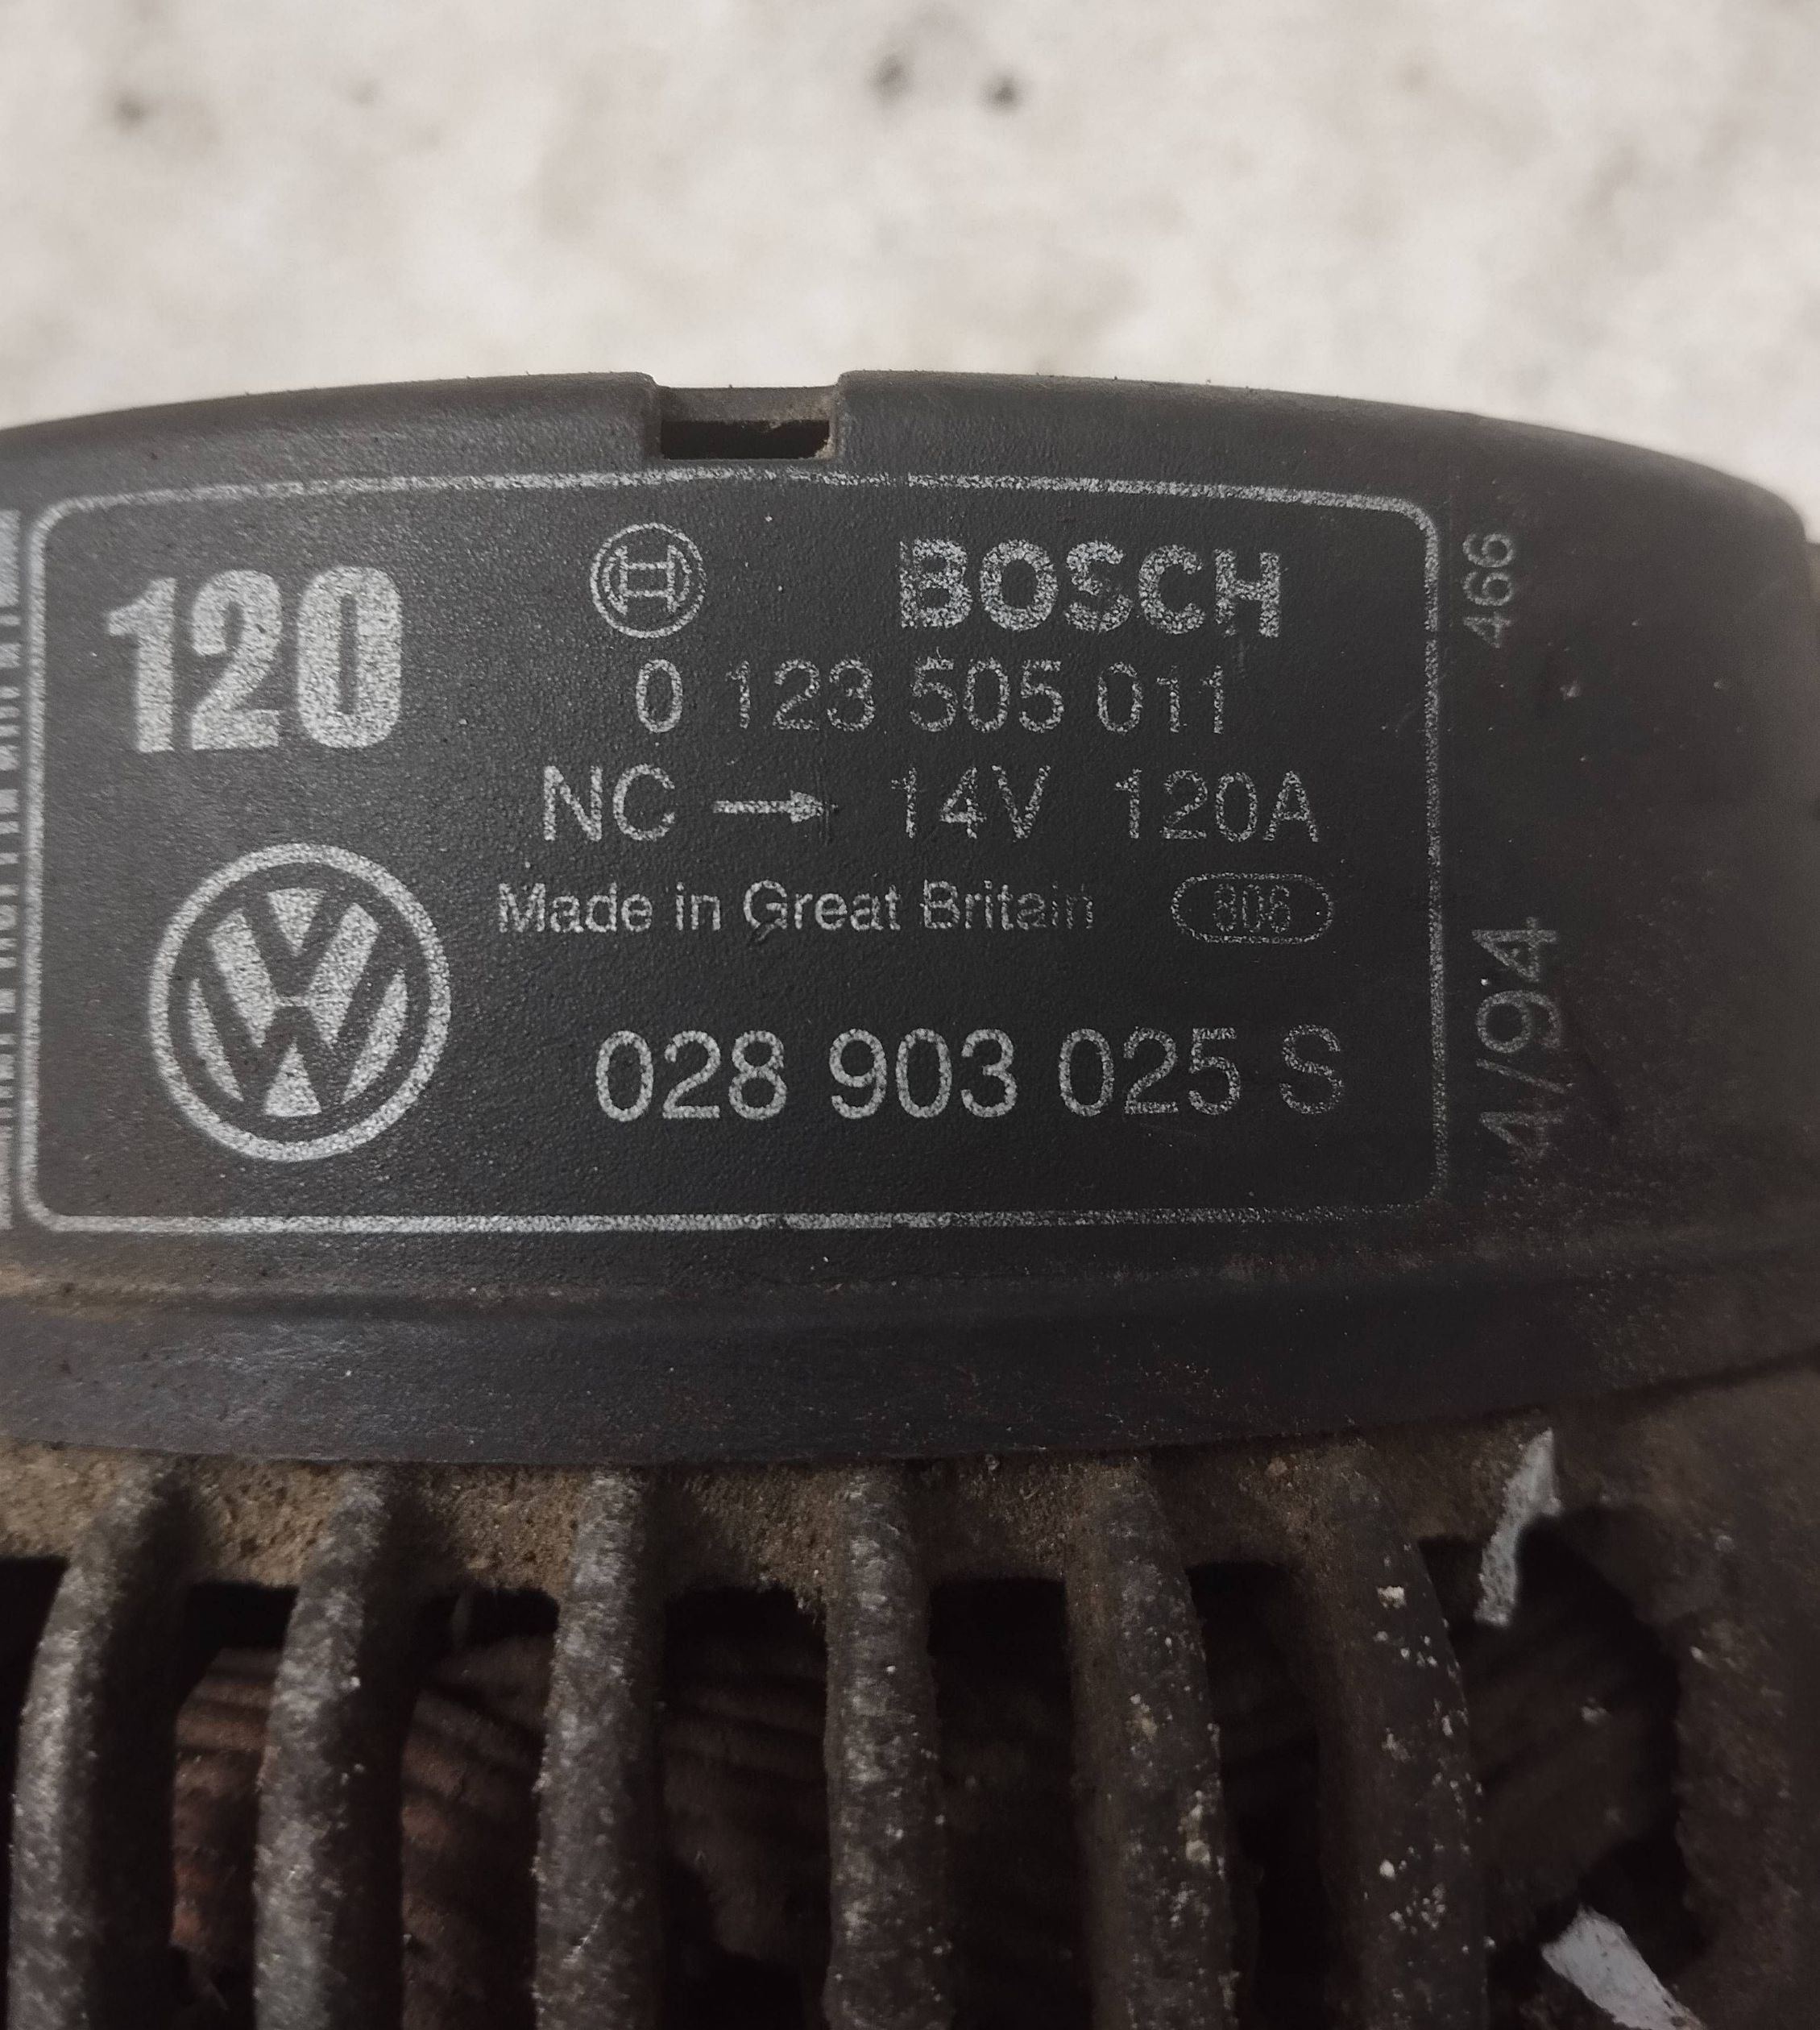 120
BOSCH
0 123 505 011
NC → 14V 120A
Made in Great Britain
028 903 025 S
466
4/94